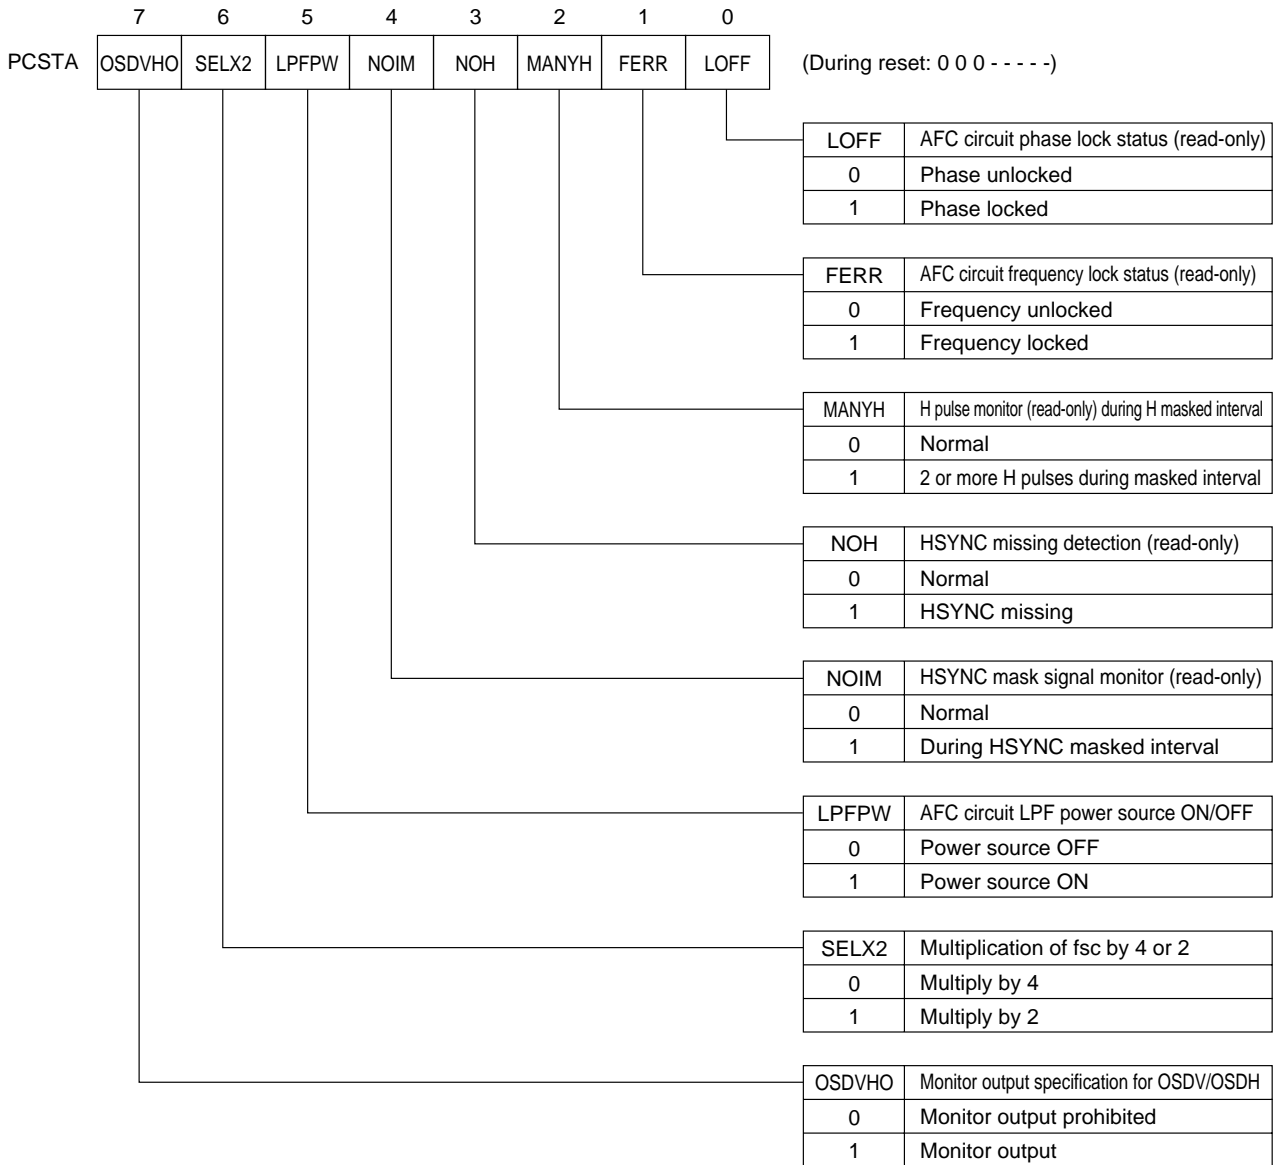 7 6 5 4 3 2 1 0
PCSTA OSDVHO SELX2 LPFPW NOIM NOH MANYH FERR LOFF (During reset: 0 0 0 - - - - -)
LOFF AFC circuit phase lock status (read-only)
0 Phase unlocked
1 Phase locked
FERR AFC circuit frequency lock status (read-only)
0 Frequency unlocked
1 Frequency locked
MANYH H pulse monitor (read-only) during H masked interval
0 Normal
1 2 or more H pulses during masked interval
NOH HSYNC missing detection (read-only)
0 Normal
1 HSYNC missing
NOIM HSYNC mask signal monitor (read-only)
0 Normal
1 During HSYNC masked interval
LPFPW AFC circuit LPF power source ON/OFF
0 Power source OFF
1 Power source ON
SELX2 Multiplication of fsc by 4 or 2
0 Multiply by 4
1 Multiply by 2
OSDVHO Monitor output specification for OSDV/OSDH
0 Monitor output prohibited
1 Monitor output